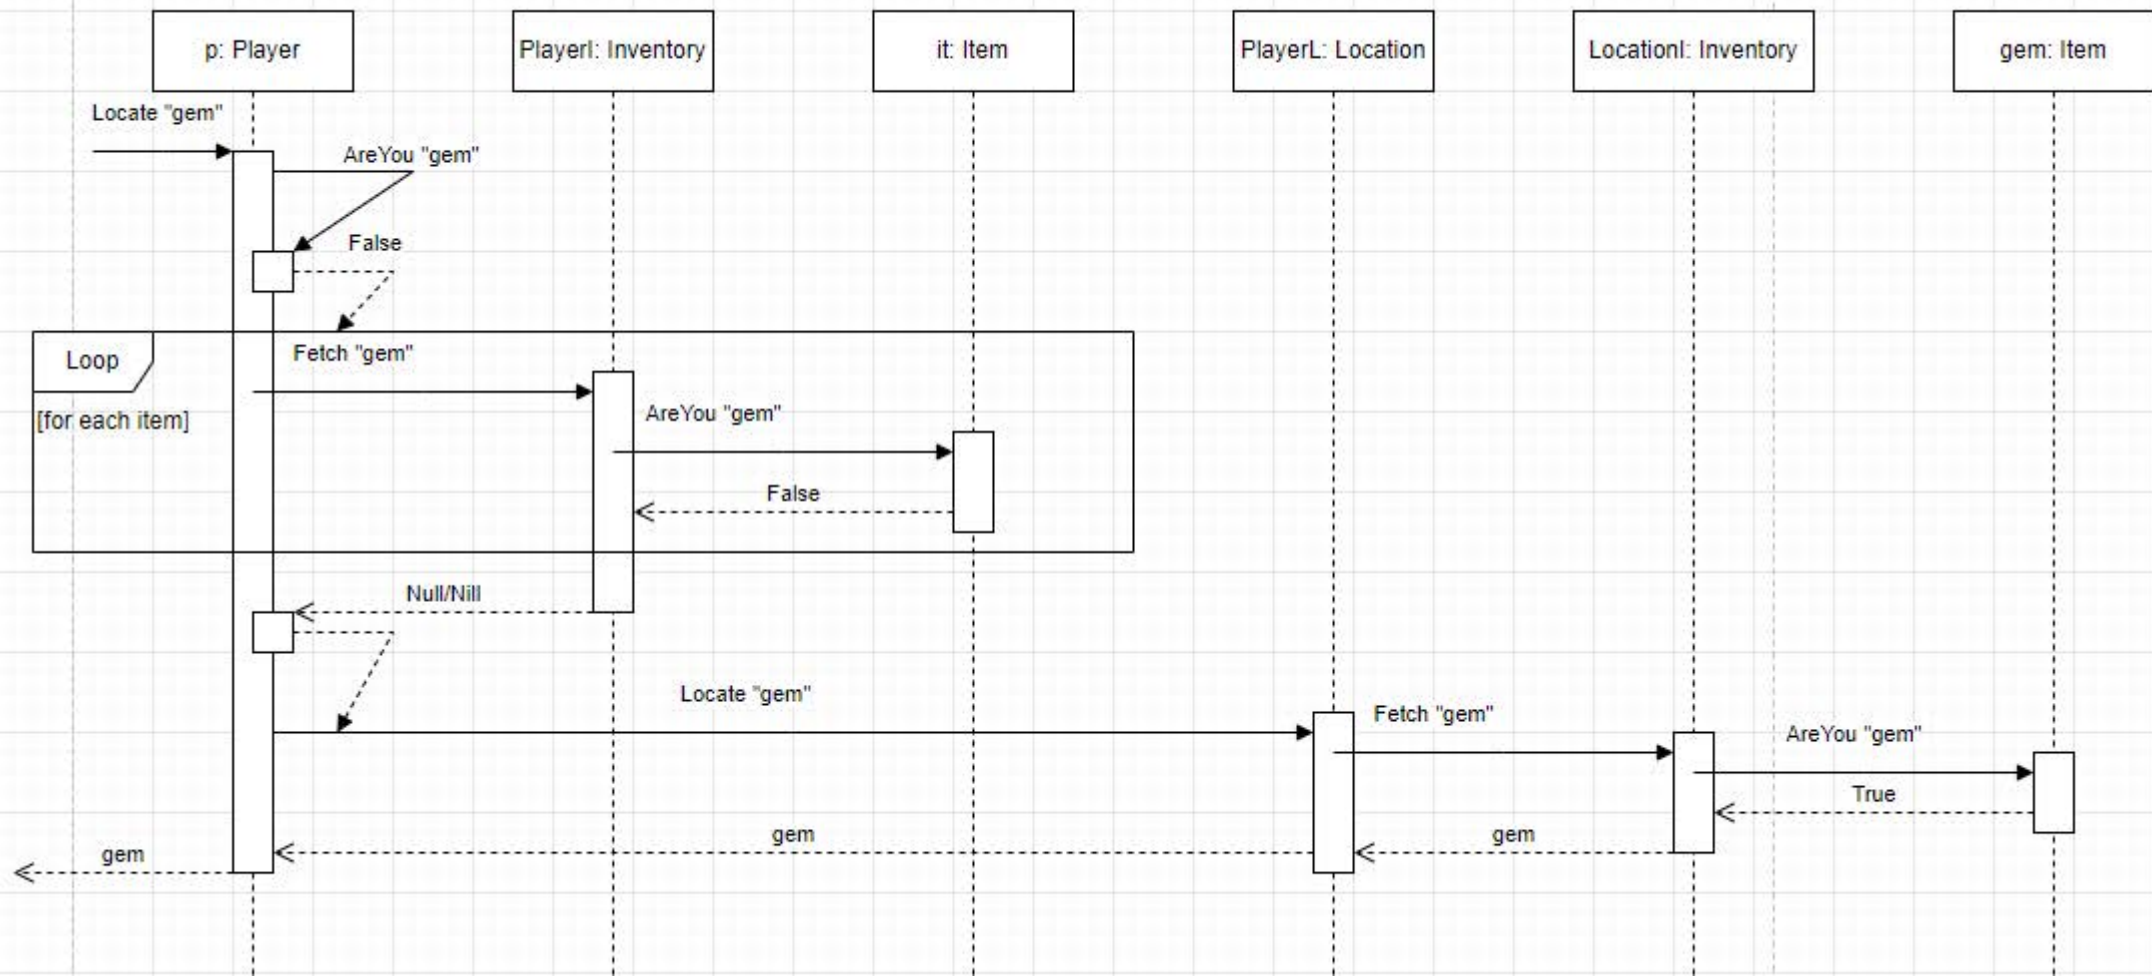 p: Player
PlayerI: Inventory
it: Item
PlayerL: Location
LocationI: Inventory
gem: Item
Locate "gem"
AreYou "gem"
False
Loop
Fetch "gem"
[for each item]
AreYou "gem"
False
Null/Nill
Locate "gem"
Fetch "gem"
AreYou "gem"
True
gem
gem
gem